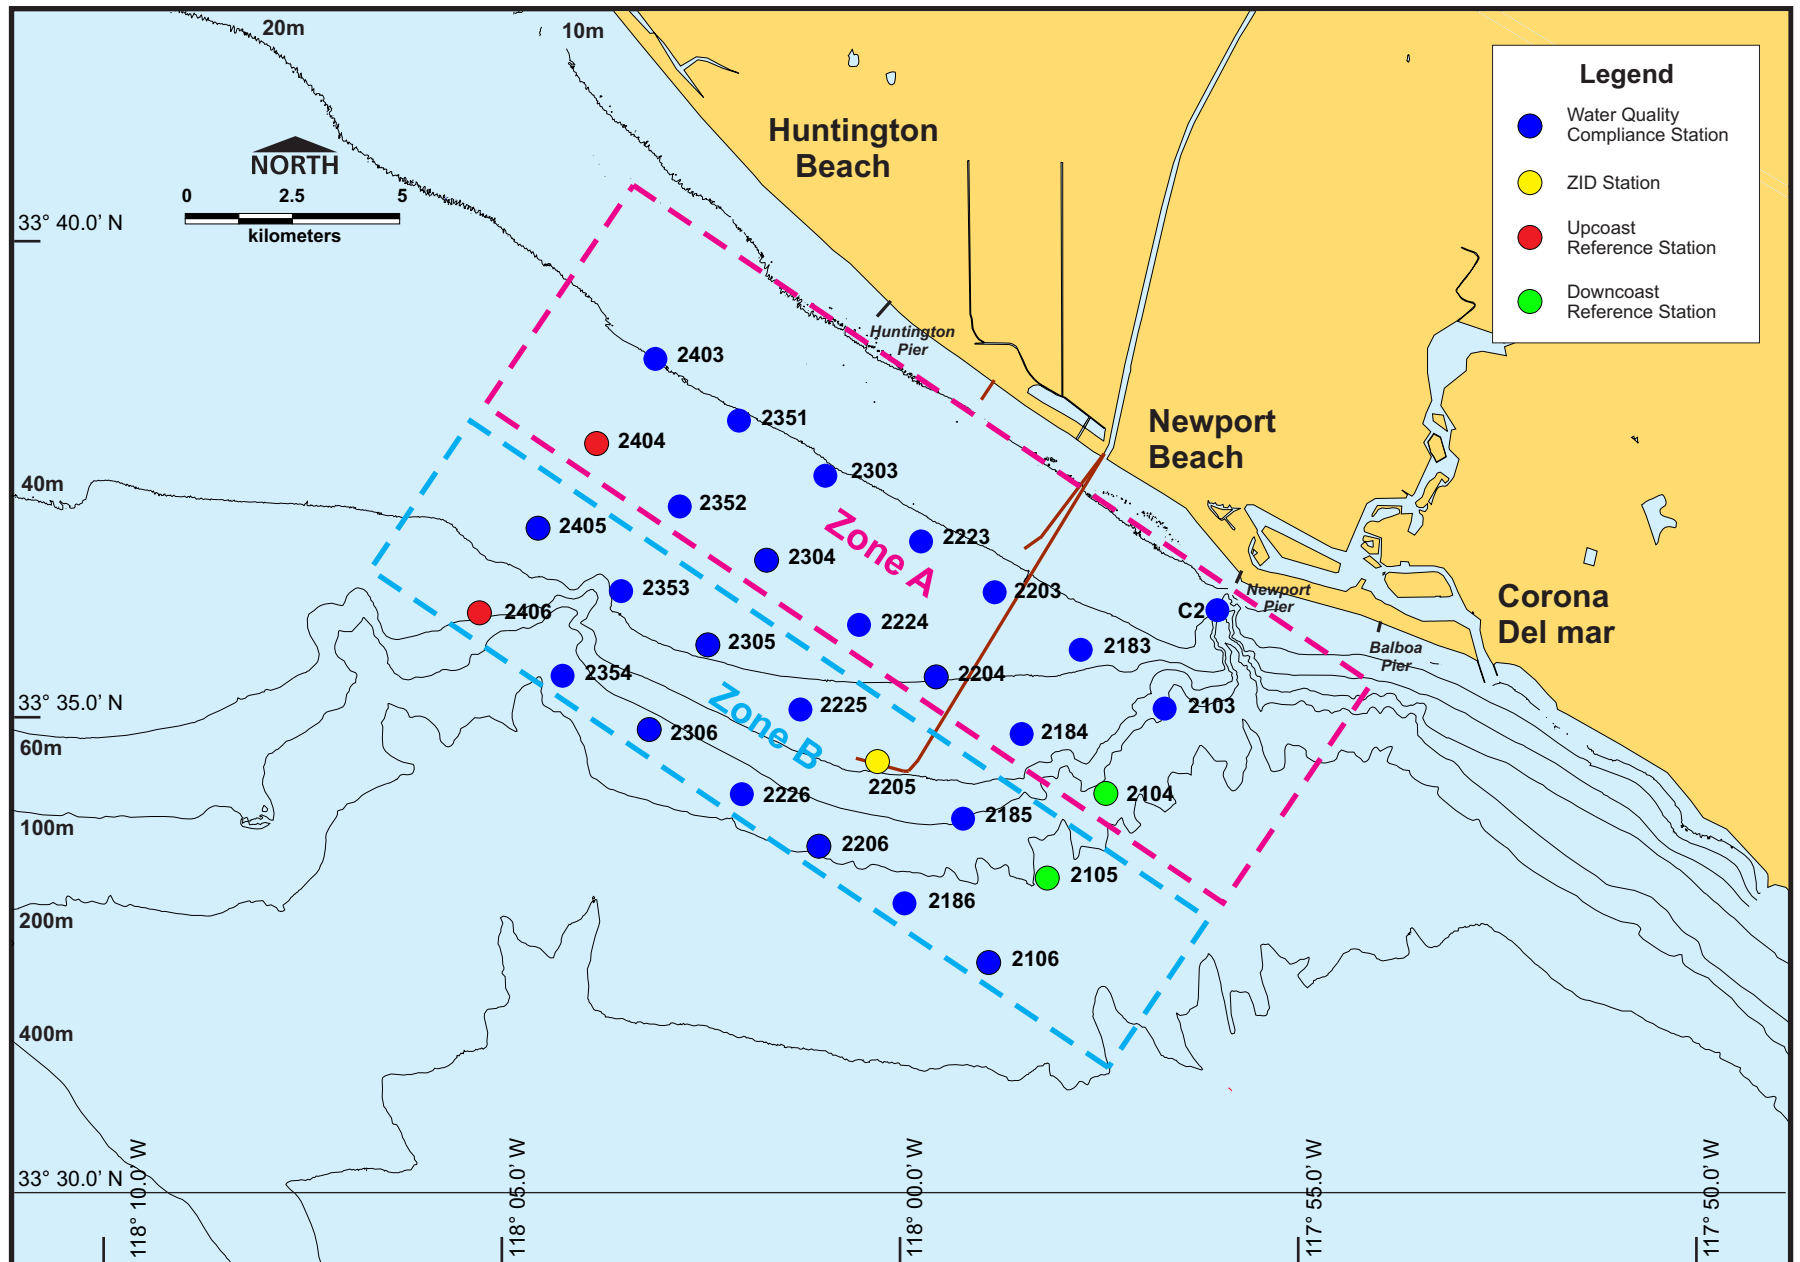 20m
10m
Legend
Water Quality
Compliance Station
ZID Station
Upcoast
Reference Station
Downcoast
Reference Station
Huntington
Beach
NORTH
0 2.5 5
kilometers
33° 40.0’ N
Huntington
Pier
2403
2351
2404
2303
Newport
Beach
40m
2352
2405
2223
Zone A
2304
2353
2203
2406
2224
C2
Newport
Pier
Corona
Del mar
2305
2183
Balboa
Pier
2204
2354
33° 35.0’ N
2225
2103
Zone B
2306
2184
60m
2205
2226
2104
2185
100m
2206
2105
2186
200m
2106
400m
33° 30.0’ N
118° 10.0’ W
118° 05.0’ W
118° 00.0’ W
117° 55.0’ W
117° 50.0’ W